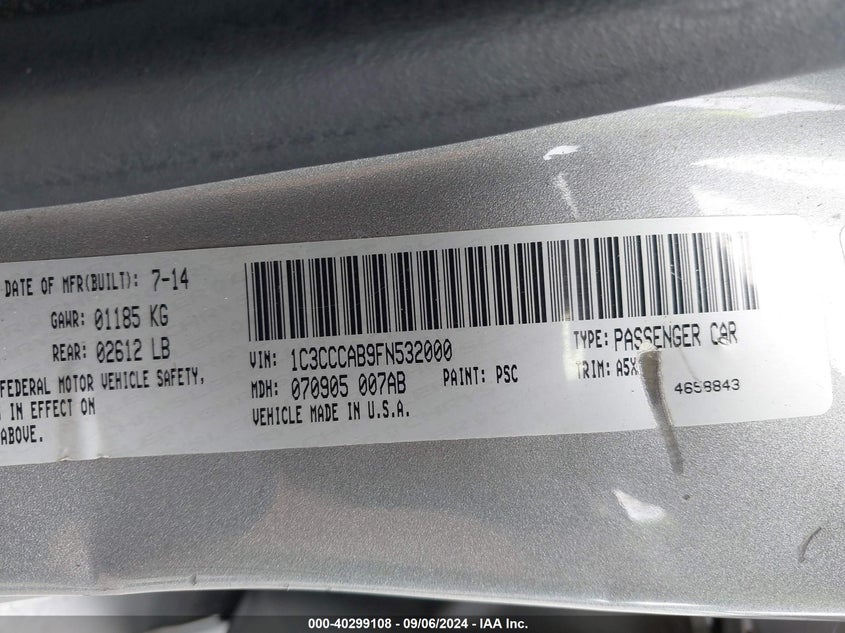 DATE OF MFR(BUILT): 7-14
GAWR: 01185 KG
REAR: 02612 LB
FEDERAL MOTOR VEHICLE SAFETY,
IN EFFECT ON
ABOVE.
VIN: 1C3CCCAB9FN532000
TYPE: PASSENGER CAR
MDH: 070905 007AB
PAINT: PSC
TRIM: A5X
VEHICLE MADE IN U.S.A.
4658843
000-40299108 - 09/06/2024 - IAA Inc.